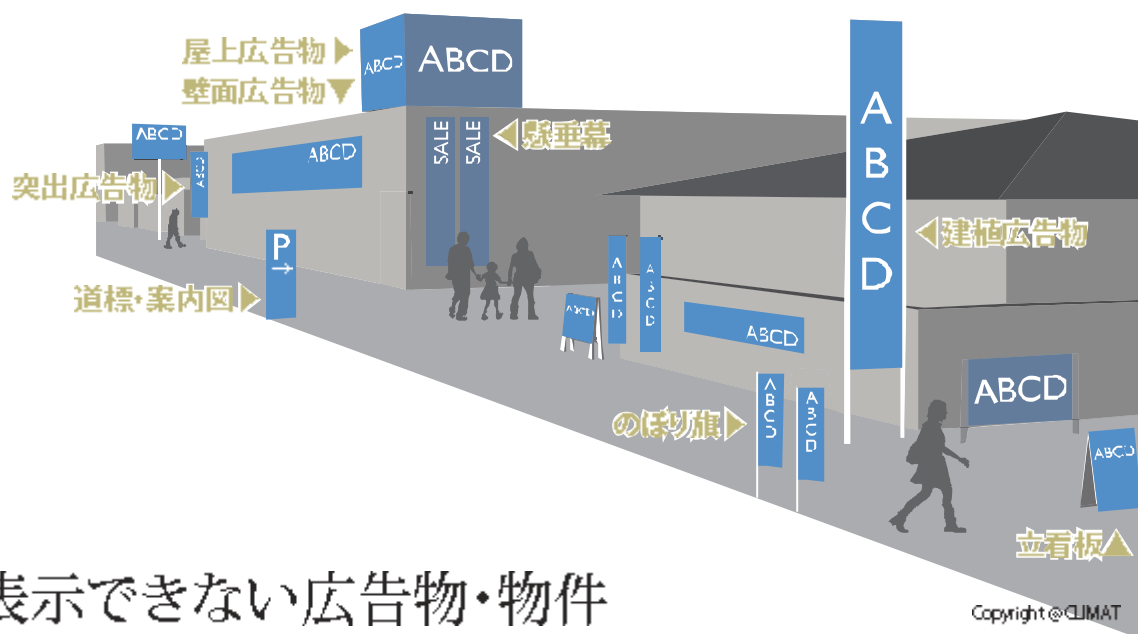 屋上広告物
壁面広告物
ABCD
ABCD
SALE
SALE
懸垂幕
ABCD
ABCD
ABCD
突出広告物
ABCD
建植広告物
P
道標・案内図
ABCD
ABCD
ABCD
ABCD
ABCD
ABCD
ABCD
のぼり旗
ABCD
ABCD
立看板
表示できない広告物・物件
Copyright@CLIMAT